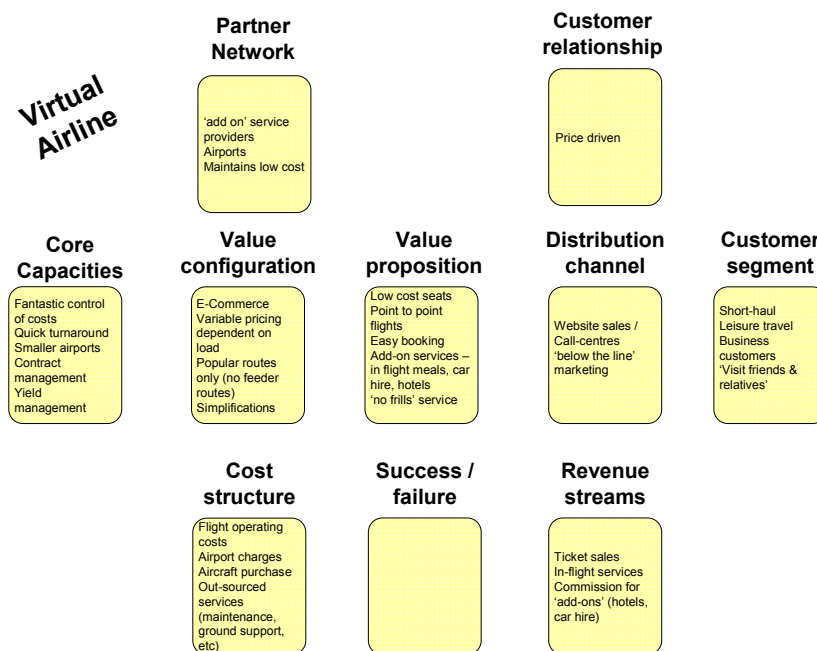 Virtual
Airline
Partner
Network
‘add on’ service
providers
Airports
Maintains low cost
Customer
relationship
Price driven
Core
Capacities
Fantastic control
of costs
Quick turnaround
Smaller airports
Contract
management
Yield
management
Value
configuration
E-Commerce
Variable pricing
dependent on
load
Popular routes
only (no feeder
routes)
Simplifications
Value
proposition
Low cost seats
Point to point
flights
Easy booking
Add-on services –
in flight meals, car
hire, hotels
‘no frills’ service
Distribution
channel
Website sales /
Call-centres
‘below the line’
marketing
Customer
segment
Short-haul
Leisure travel
Business
customers
‘Visit friends &
relatives’
Cost
structure
Flight operating
costs
Airport charges
Aircraft purchase
Out-sourced
services
(maintenance,
ground support,
etc)
Success /
failure
Revenue
streams
Ticket sales
In-flight services
Commission for
‘add-ons’ (hotels,
car hire)